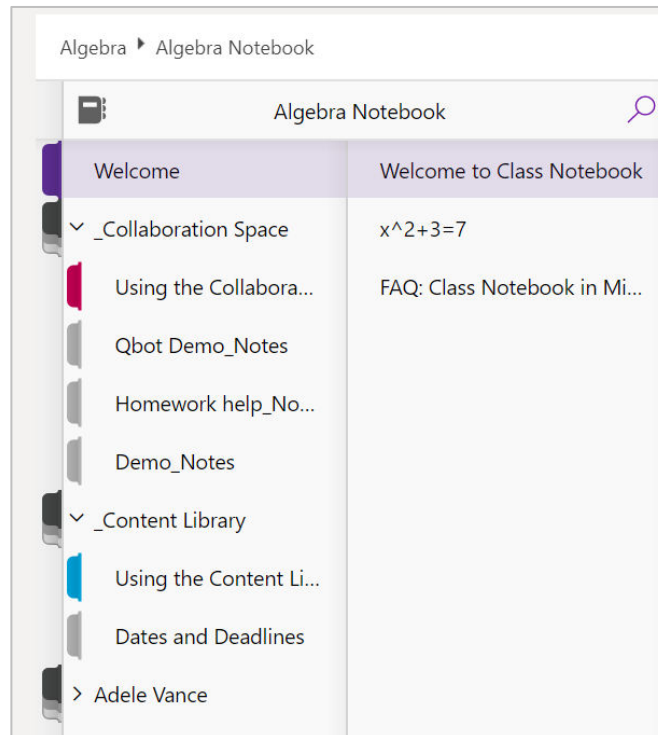 Algebra Algebra Notebook
Algebra Notebook
Welcome
_Collaboration Space
Using the Collabora...
Qbot Demo_Notes
Homework help_No...
Demo_Notes
_Content Library
Using the Content Li...
Dates and Deadlines
Adele Vance
Welcome to Class Notebook
x^2+3=7
FAQ: Class Notebook in Mi...